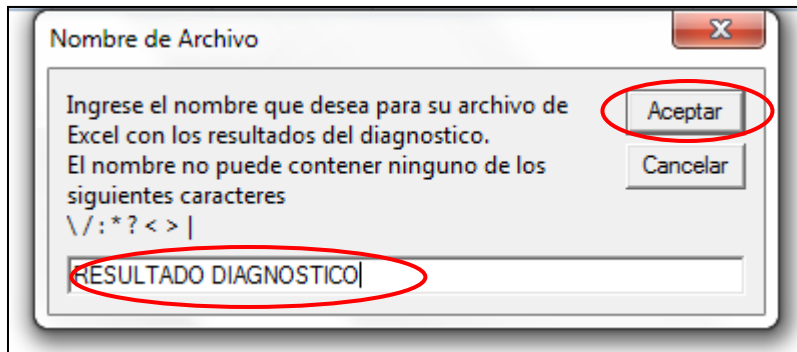 Nombre de Archivo
Ingrese el nombre que desea para su archivo de
Excel con los resultados del diagnostico.
El nombre no puede contener ninguno de los
siguientes caracteres
\ / : * ? < > |
Aceptar
Cancelar
RESULTADO DIAGNOSTICO